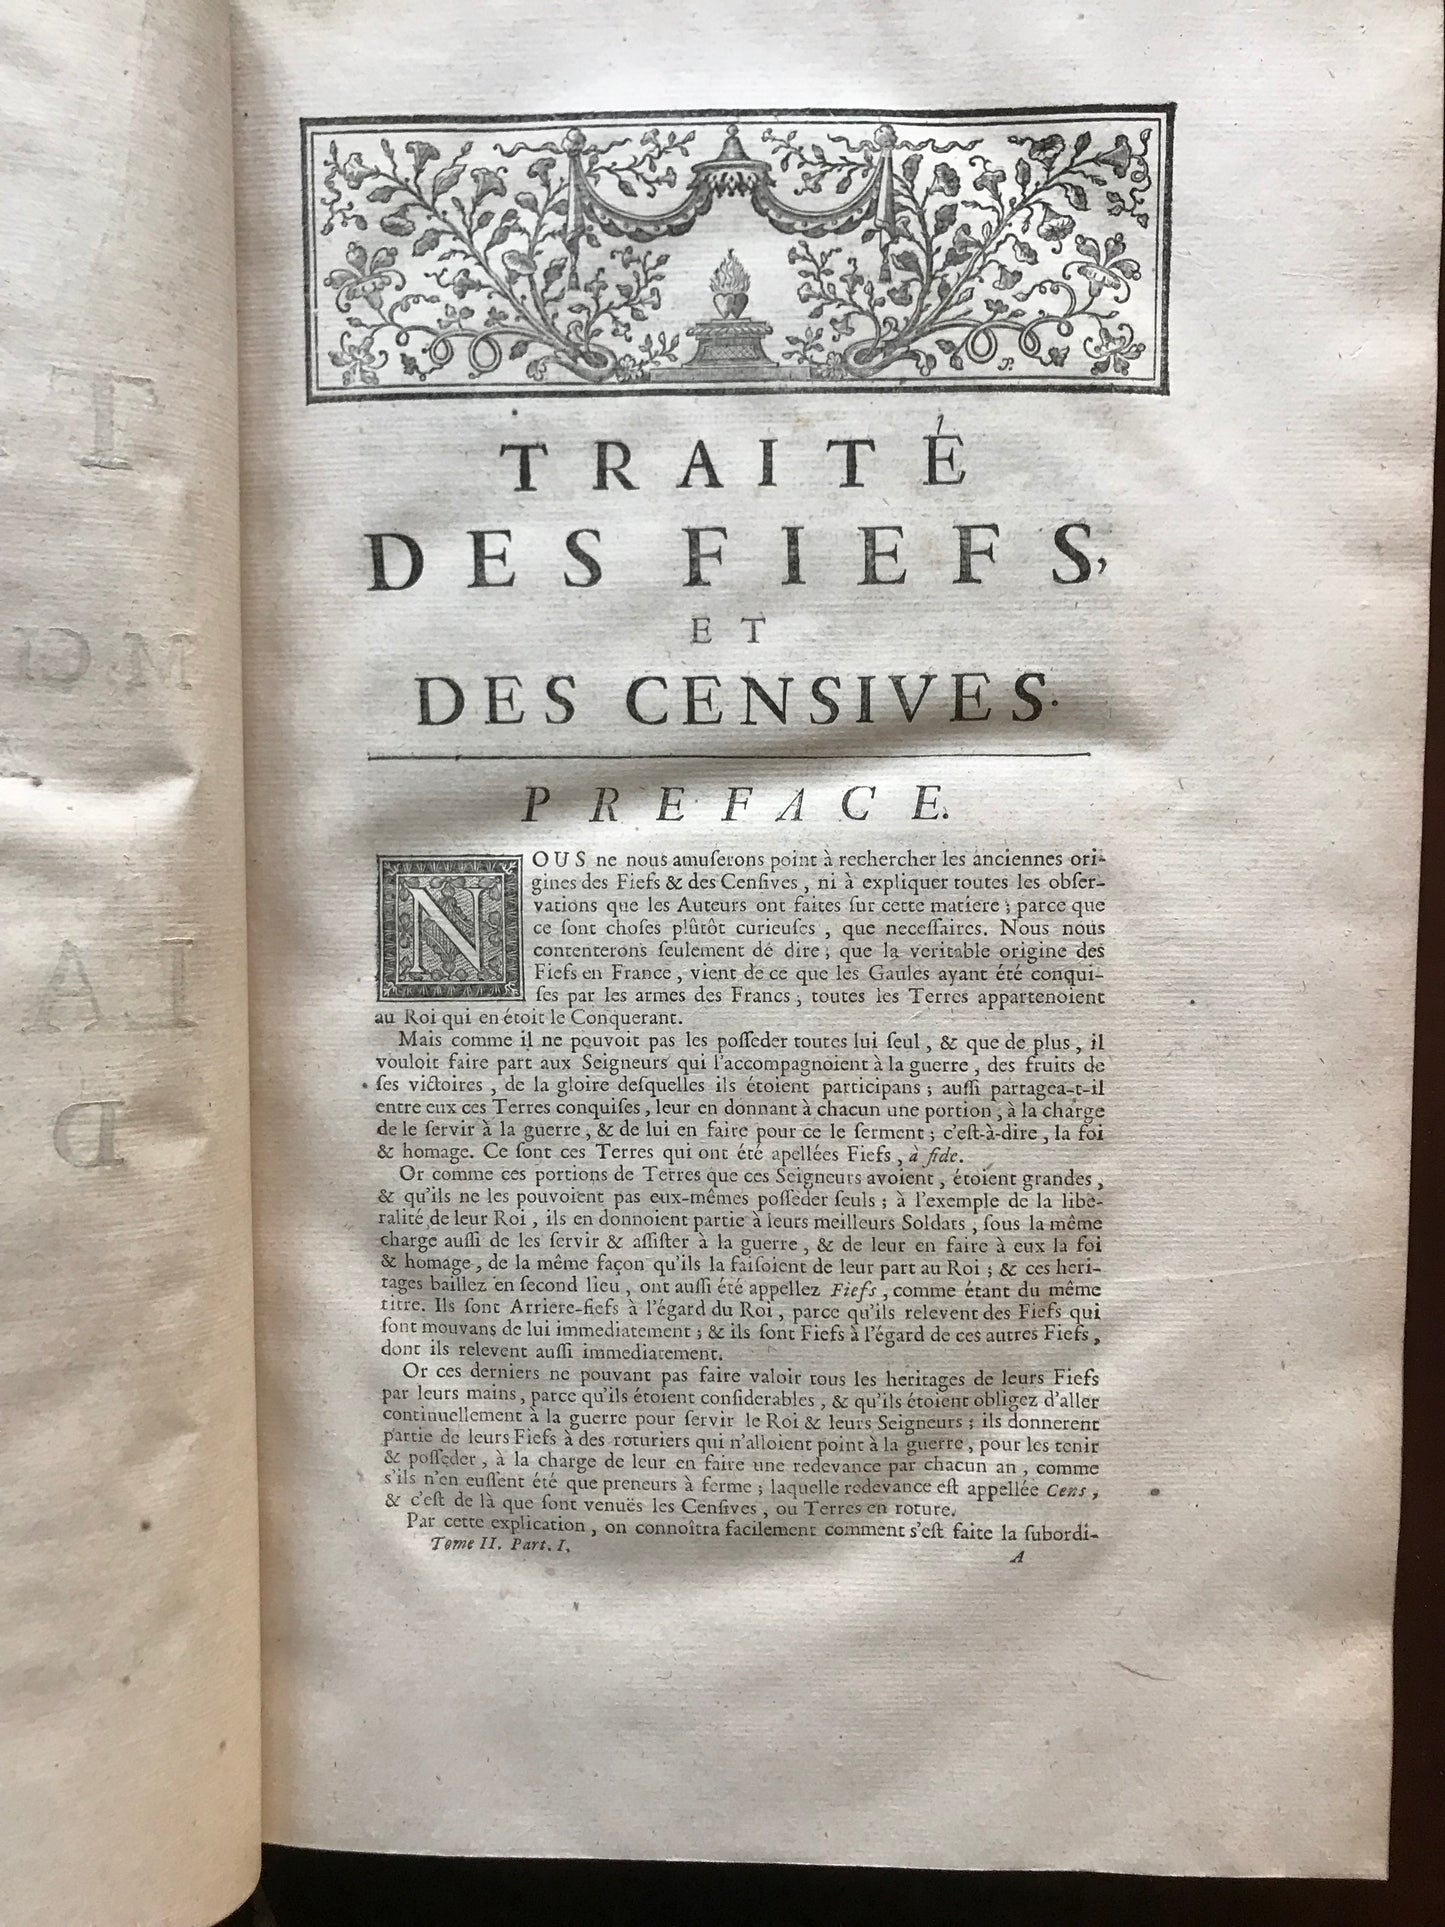 TRAITÉ
DES FIEFS,
ET
DES CENSIVES.
PREFACE.
NOUS ne nous amuſerons point à rechercher les anciennes ori-
gines des Fiefs & des Cenſives, ni à expliquer toutes les obſer-
vations que les Auteurs ont faites ſur cette matiere; parce que
ce ſont choſes plûtôt curieuſes, que neceſſaires. Nous nous
contenterons ſeulement dé dire, que la veritable origine des
Fiefs en France, vient de ce que les Gaules ayant été conqui-
ſes par les armes des Francs, toutes les Terres appartenoient
au Roi qui en étoit le Conquerant.
Mais comme il ne pouvoit pas les poſſeder toutes lui ſeul, & que de plus, il
vouloit faire part aux Seigneurs qui l'accompagnoient à la guerre, des fruits de
ſes victoires, de la gloire deſquelles ils étoient participans; auſſi partagea-t-il
entre eux ces Terres conquiſes, leur en donnant à chacun une portion, à la charge
de le ſervir à la guerre, & de lui en faire pour ce le ſerment; c'eſt-à-dire, la foi
& homage. Ce ſont ces Terres qui ont été apellées Fiefs, à fide.
Or comme ces portions de Terres que ces Seigneurs avoient, étoient grandes,
& qu'ils ne les pouvoient pas eux-mêmes poſſeder ſeuls; à l'exemple de la libe-
ralité de leur Roi, ils en donnoient partie à leurs meilleurs Soldats, ſous la même
charge auſſi de les ſervir & aſſiſter à la guerre, & de leur en faire à eux la foi
& homage, de la même façon qu'ils la faiſoient de leur part au Roi; & ces heri-
tages baillez en ſecond lieu, ont auſſi été appellez Fiefs, comme étant du même
titre. Ils ſont Arriere-fiefs à l'égard du Roi, parce qu'ils relevent des Fiefs qui
ſont mouvans de lui immediatement; & ils ſont Fiefs à l'égard de ces autres Fiefs,
dont ils relevent auſſi immediatement.
Or ces derniers ne pouvant pas faire valoir tous les heritages de leurs Fiefs
par leurs mains, parce qu'ils étoient conſiderables, & qu'ils étoient obligez d'aller
continuellement à la guerre pour ſervir le Roi & leurs Seigneurs; ils donnerent
partie de leurs Fiefs à des roturiers qui n'alloient point à la guerre, pour les tenir
& poſſeder, à la charge de leur en faire une redevance par chacun an, comme
s'ils n'en euſſent été que preneurs à ferme; laquelle redevance eſt appellée Cens,
& c'eſt de là que ſont venuës les Cenſives, ou Terres en roture.
Par cette explication, on connoîtra facilement comment s'eſt faite la ſubordi-
Tome II. Part. I. A